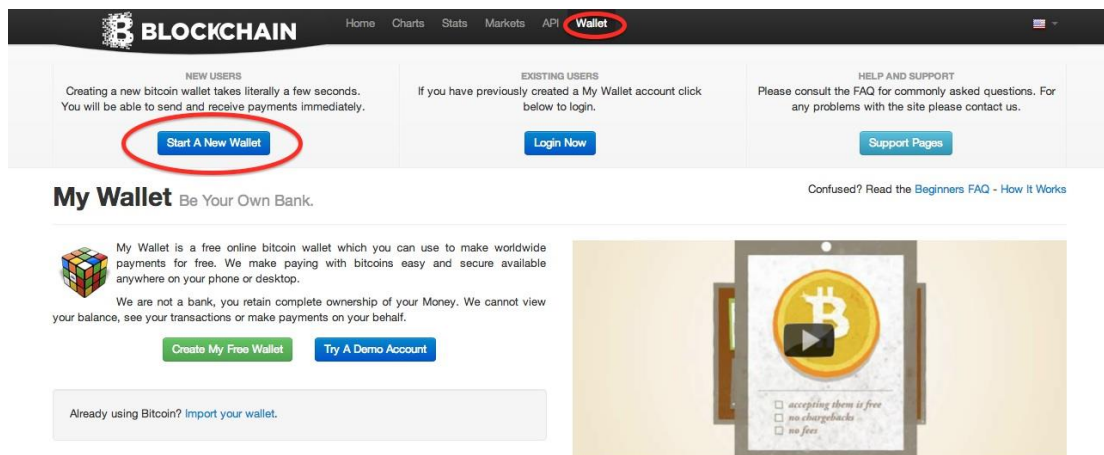 BLOCKCHAIN
Home Charts Stats Markets API Wallet
NEW USERS
Creating a new bitcoin wallet takes literally a few seconds.
You will be able to send and receive payments immediately.
Start A New Wallet
EXISTING USERS
If you have previously created a My Wallet account click
below to login.
Login Now
HELP AND SUPPORT
Please consult the FAQ for commonly asked questions. For
any problems with the site please contact us.
Support Pages
My Wallet Be Your Own Bank.
Confused? Read the Beginners FAQ - How It Works
My Wallet is a free online bitcoin wallet which you can use to make worldwide
payments for free. We make paying with bitcoins easy and secure available
anywhere on your phone or desktop.
We are not a bank, you retain complete ownership of your Money. We cannot view
your balance, see your transactions or make payments on your behalf.
Create My Free Wallet Try A Demo Account
Already using Bitcoin? Import your wallet.
accepting them is free
no chargebacks
no fees